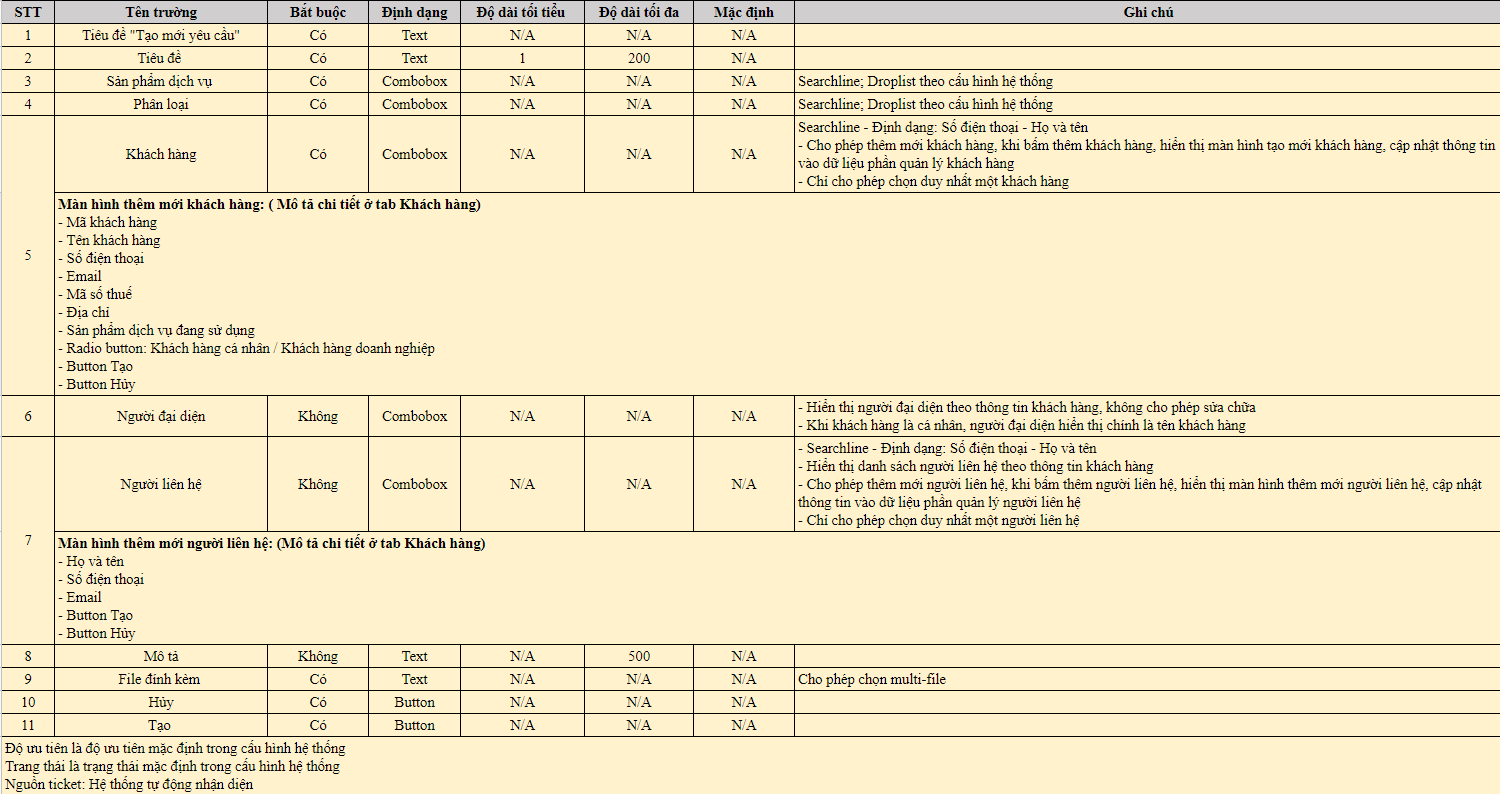 STT Tên trường Bắt buộc Định dạng Độ dài tối tiểu Độ dài tối đa Mặc định Ghi chú
1 Tiêu đề "Tạo mới yêu cầu" Có Text N/A N/A N/A
2 Tiêu đề Có Text 1 200 N/A
3 Sản phẩm dịch vụ Có Combobox N/A N/A N/A Searchline; Droplist theo cấu hình hệ thống
4 Phân loại Có Combobox N/A N/A N/A Searchline; Droplist theo cấu hình hệ thống
5
Khách hàng Có Combobox N/A N/A N/A
Searchline - Định dạng: Số điện thoại - Họ và tên
- Cho phép thêm mới khách hàng, khi bấm thêm khách hàng, hiển thị màn hình tạo mới khách hàng, cập nhật thông tin
vào dữ liệu phần quản lý khách hàng
- Chỉ cho phép chọn duy nhất một khách hàng
Màn hình thêm mới khách hàng: ( Mô tả chi tiết ở tab Khách hàng)
- Mã khách hàng
- Tên khách hàng
- Số điện thoại
- Email
- Mã số thuế
- Địa chỉ
- Sản phẩm dịch vụ đang sử dụng
- Radio button: Khách hàng cá nhân / Khách hàng doanh nghiệp
- Button Tạo
- Button Hủy
6 Người đại diện Không Combobox N/A N/A N/A
- Hiển thị người đại diện theo thông tin khách hàng, không cho phép sửa chữa
- Khi khách hàng là cá nhân, người đại diện hiển thị chính là tên khách hàng
7
Người liên hệ Không Combobox N/A N/A N/A
- Searchline - Định dạng: Số điện thoại - Họ và tên
- Hiển thị danh sách người liên hệ theo thông tin khách hàng
- Cho phép thêm mới người liên hệ, khi bấm thêm người liên hệ, hiển thị màn hình thêm mới người liên hệ, cập nhật
thông tin vào dữ liệu phần quản lý người liên hệ
- Chỉ cho phép chọn duy nhất một người liên hệ
Màn hình thêm mới người liên hệ: (Mô tả chi tiết ở tab Khách hàng)
- Họ và tên
- Số điện thoại
- Email
- Button Tạo
- Button Hủy
8 Mô tả Không Text N/A 500 N/A
9 File đính kèm Có Text N/A N/A N/A Cho phép chọn multi-file
10 Hủy Có Button N/A N/A N/A
11 Tạo Có Button N/A N/A N/A
Độ ưu tiên là độ ưu tiên mặc định trong cấu hình hệ thống
Trang thái là trạng thái mặc định trong cấu hình hệ thống
Nguồn ticket: Hệ thống tự động nhận diện